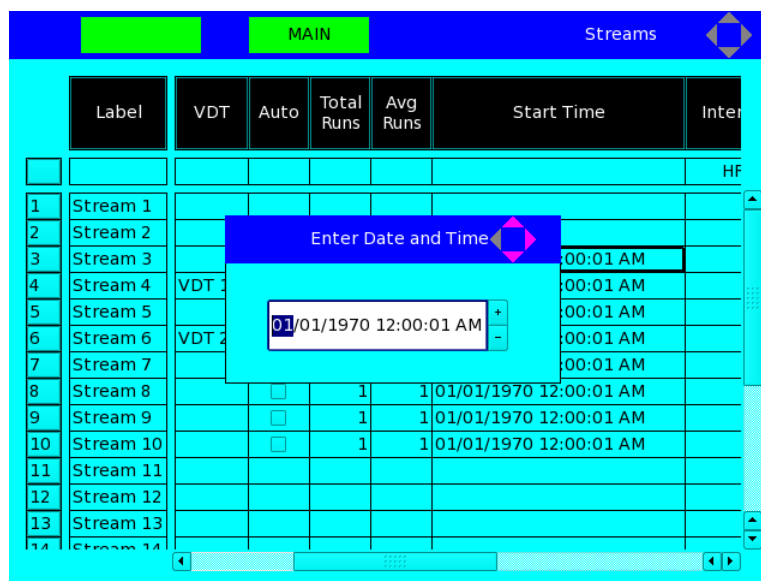 MAIN Streams
Label VDT Auto Total Runs Avg Runs Start Time
1 Stream 1
2 Stream 2
Enter Date and Time
3 Stream 3 :00:01 AM
4 Stream 4 VDT 1 :00:01 AM
5 Stream 5 :00:01 AM
01/01/1970 12:00:01 AM + -
6 Stream 6 VDT 2 :00:01 AM
7 Stream 7 :00:01 AM
8 Stream 8 1 1 01/01/1970 12:00:01 AM
9 Stream 9 1 1 01/01/1970 12:00:01 AM
10 Stream 10 1 1 01/01/1970 12:00:01 AM
11 Stream 11
12 Stream 12
13 Stream 13
14 Stream 14